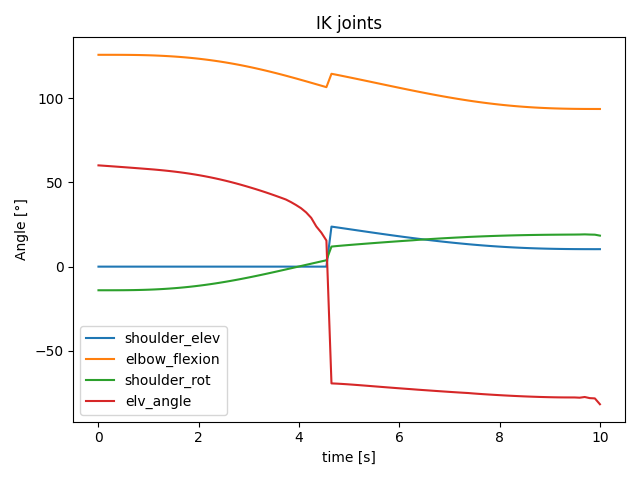 IK joints
Angle [°]
100
50
0
−50
shoulder_elev
elbow_flexion
shoulder_rot
elv_angle
0 2 4 6 8 10
time [s]